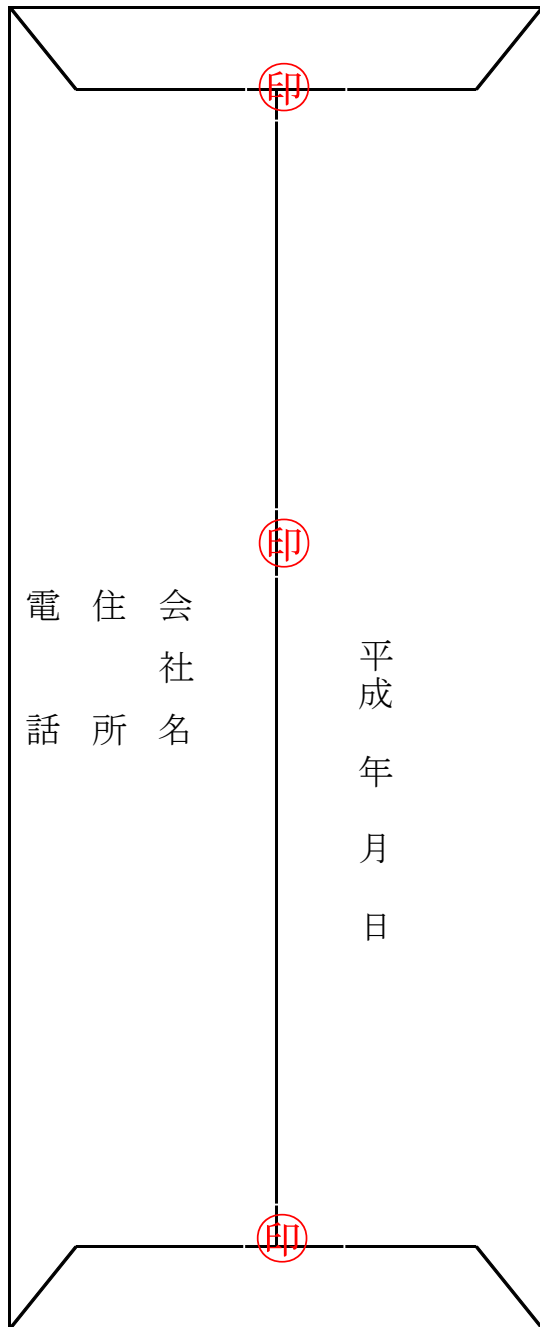 印
印
平成　年　月　日
会社名
住　所
電　話
印